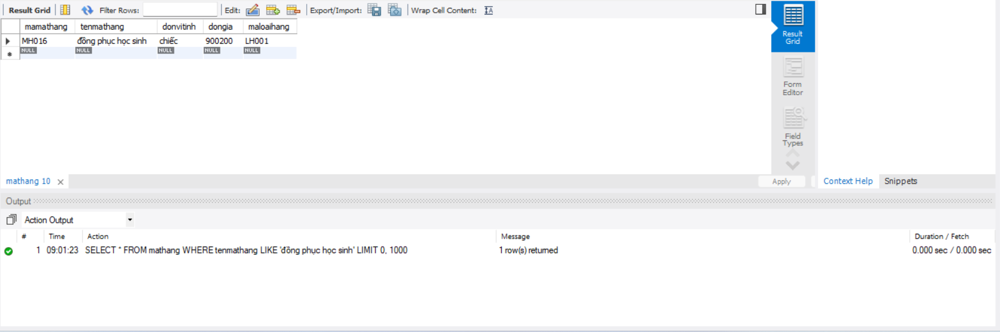 Result Grid Filter Rows: Edit: Export/Import: Wrap Cell Content: IA
mamathang tenmathang donvitinh dongia maloaihang
MH016 đồng phục học sinh chiếc 900200 LH001
NULL NULL NULL NULL NULL
Result
Grid
Form
Editor
Field
Types
mathang 10 Apply Context Help Snippets
Output
Action Output
# Time Action Message Duration / Fetch
1 09:01:23 SELECT * FROM mathang WHERE tenmathang LIKE 'đồng phục học sinh' LIMIT 0, 1000 1 row(s) returned 0.000 sec / 0.000 sec